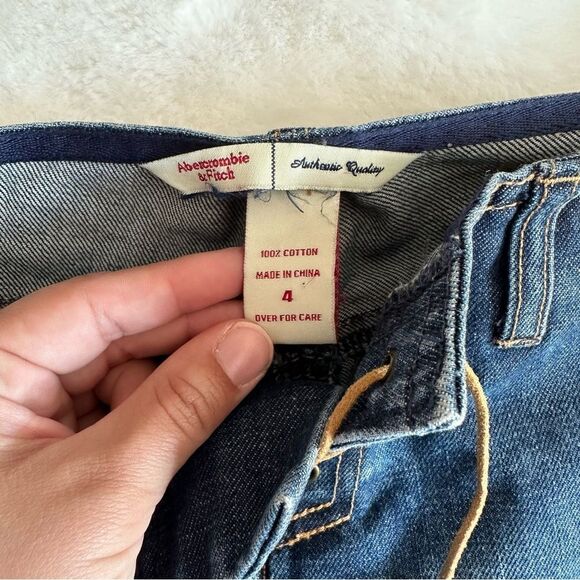 Abercrombie
& Fitch
Authentic Quality
100% COTTON
MADE IN CHINA
4
OVER FOR CARE